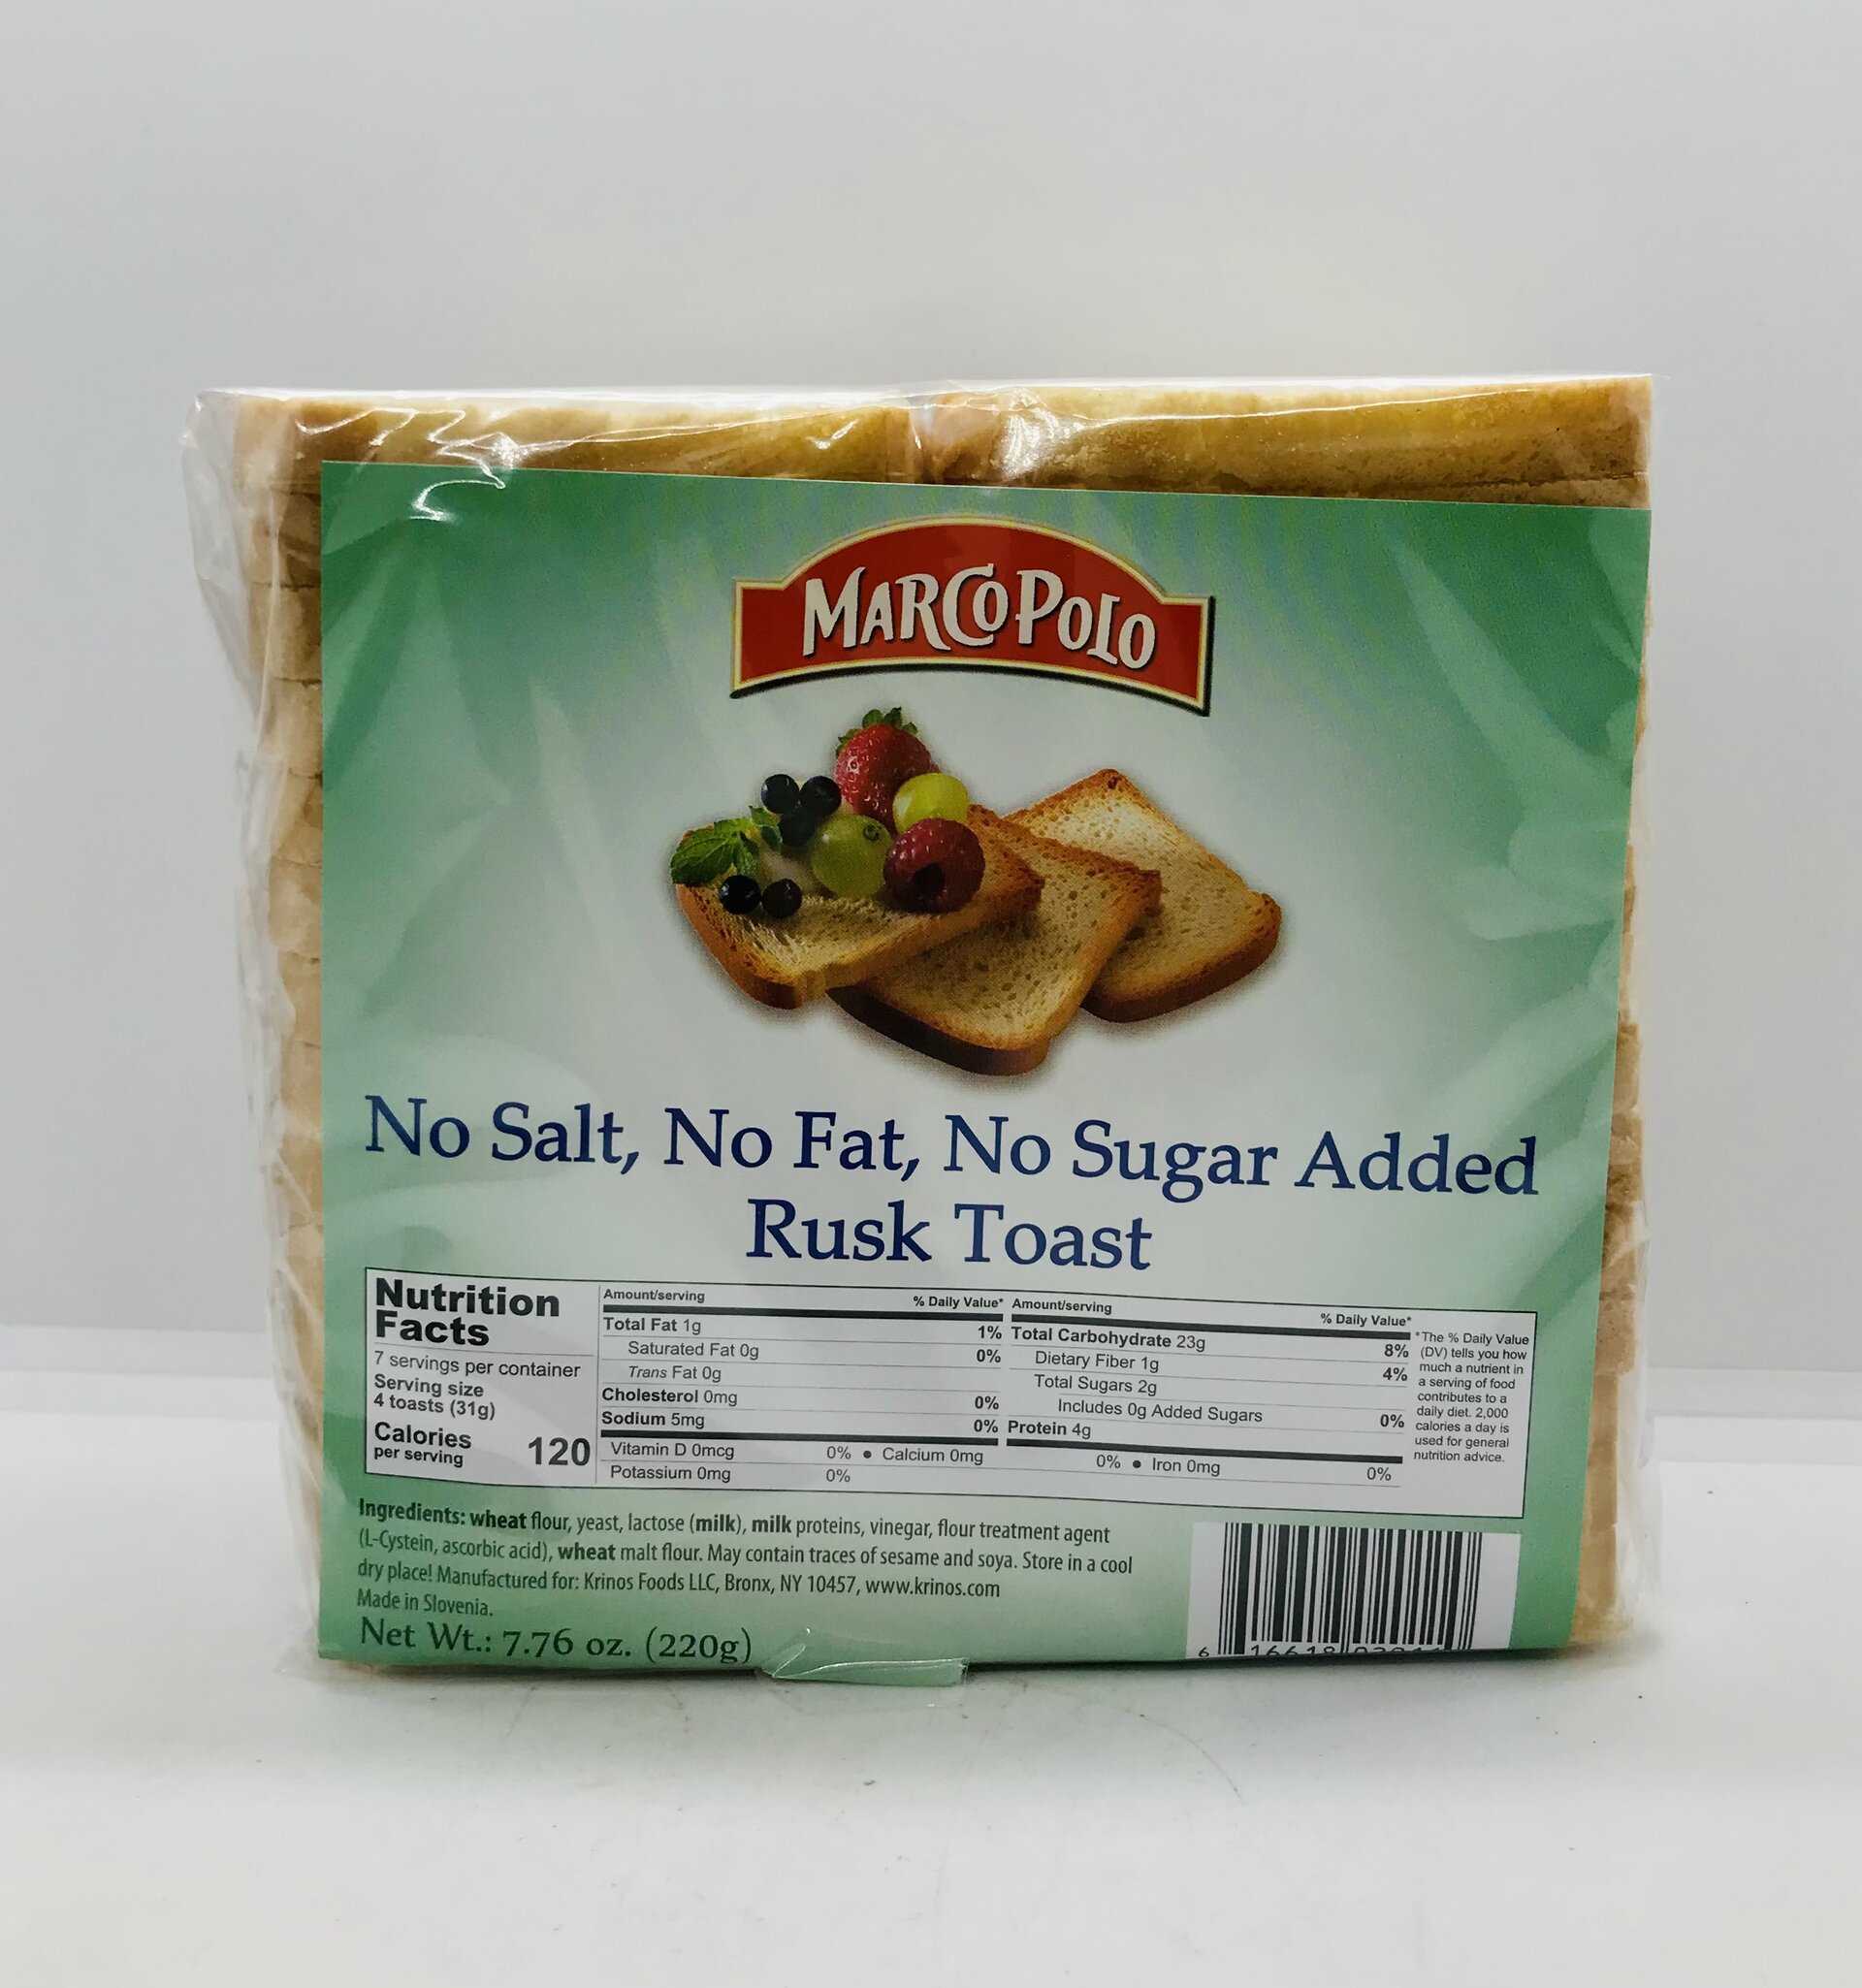 MARCO POLO
No Salt, No Fat, No Sugar Added
Rusk Toast
Nutrition
Facts
7 servings per container
Serving size
4 toasts (31g)
Calories
per serving 120
Amount/serving % Daily Value*
Total Fat 1g 1%
Saturated Fat 0g 0%
Trans Fat 0g
Cholesterol 0mg 0%
Sodium 5mg 0%
Amount/serving % Daily Value*
Total Carbohydrate 23g 8%
Dietary Fiber 1g 4%
Total Sugars 2g
Includes 0g Added Sugars 0%
Protein 4g
Vitamin D 0mcg 0% • Calcium 0mg 0% • Iron 0mg 0%
Potassium 0mg 0%
*The % Daily Value
(DV) tells you how
much a nutrient in
a serving of food
contributes to a
daily diet. 2,000
calories a day is
used for general
nutrition advice.
Ingredients: wheat flour, yeast, lactose (milk), milk proteins, vinegar, flour treatment agent
(L-Cystein, ascorbic acid), wheat malt flour. May contain traces of sesame and soya. Store in a cool
dry place! Manufactured for: Krinos Foods LLC, Bronx, NY 10457, www.krinos.com
Made in Slovenia.
Net Wt.: 7.76 oz. (220g)